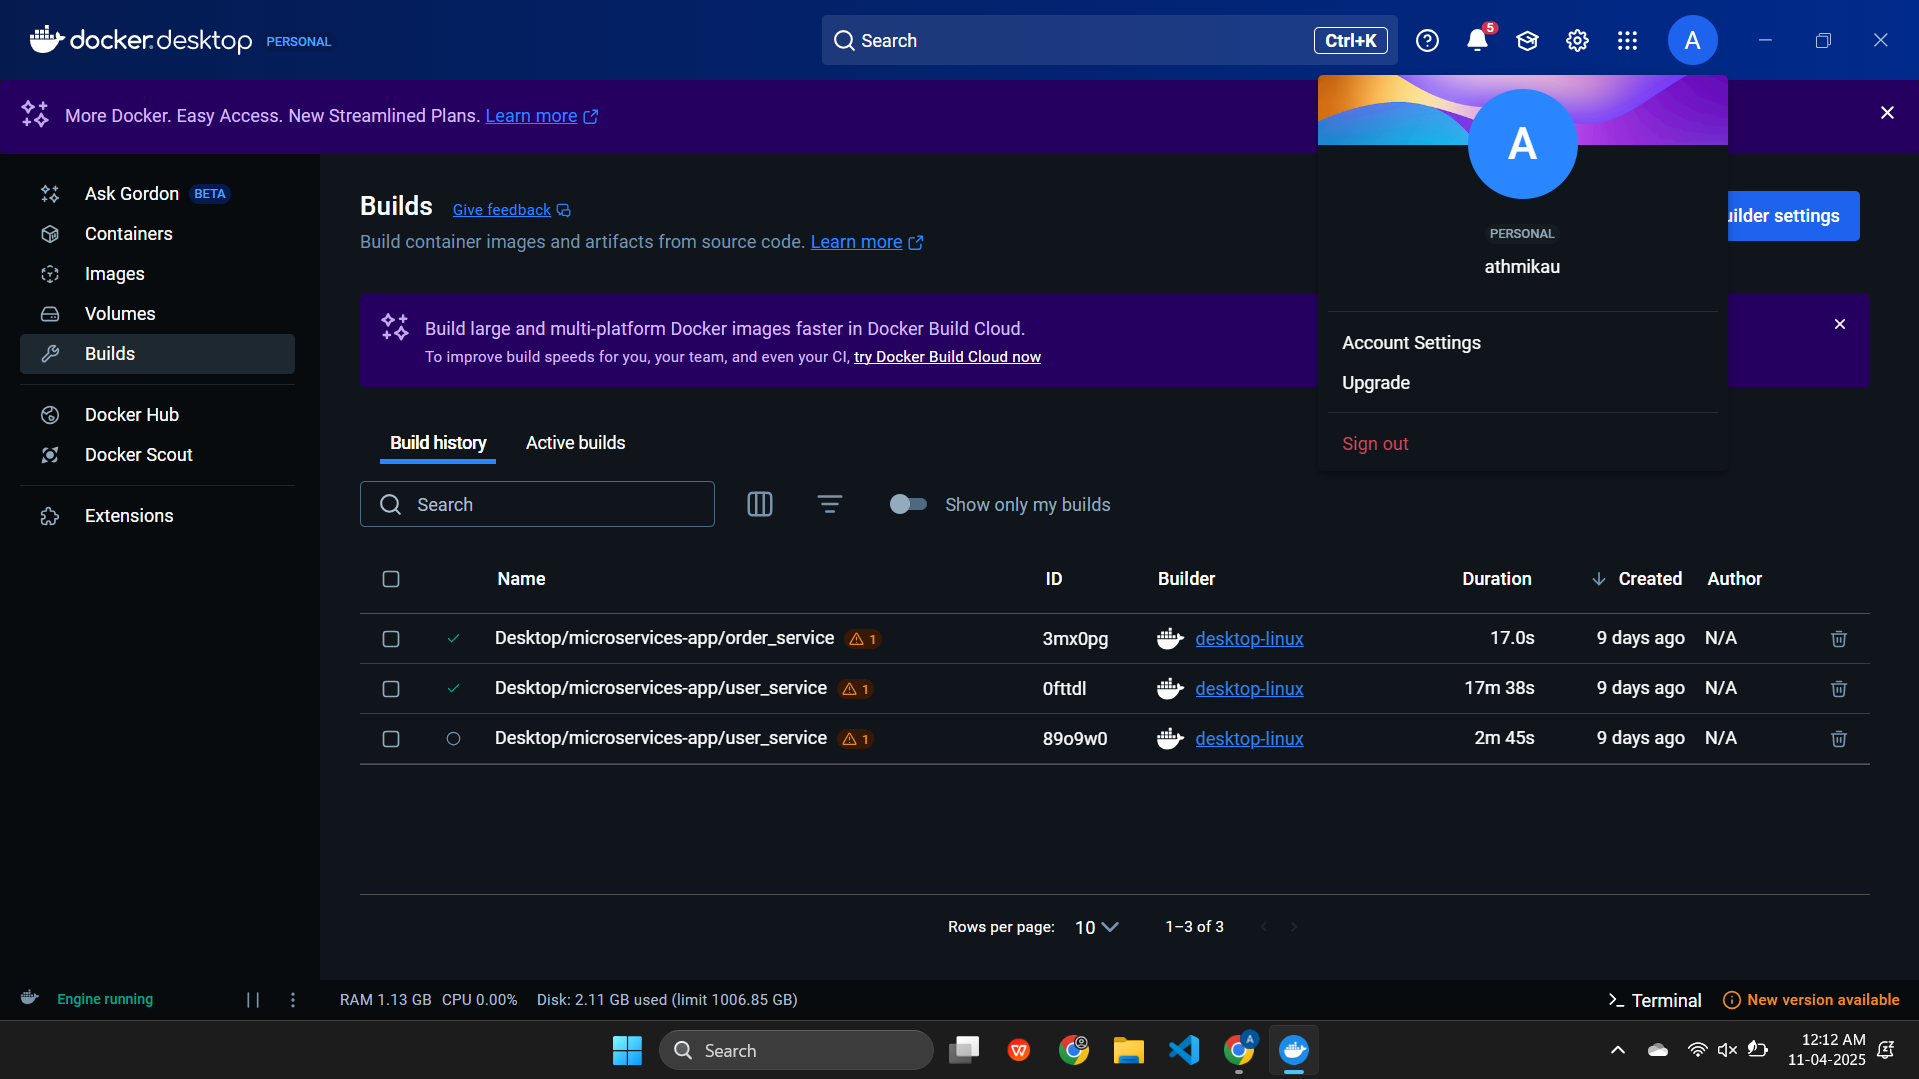 docker.desktop PERSONAL
Search
Ctrl+K
5
A
More Docker. Easy Access. New Streamlined Plans. Learn more
A
PERSONAL
athmikau
Account Settings
Upgrade
Sign out
Ask Gordon BETA
Containers
Images
Volumes
Builds
Docker Hub
Docker Scout
Extensions
Builds Give feedback
uilder settings
Build container images and artifacts from source code. Learn more
Build large and multi-platform Docker images faster in Docker Build Cloud.
To improve build speeds for you, your team, and even your CI, try Docker Build Cloud now
Build history Active builds
Search
Show only my builds
Name ID Builder Duration Created Author
Desktop/microservices-app/order_service 1 3mx0pg desktop-linux 17.0s 9 days ago N/A
Desktop/microservices-app/user_service 1 0fttdl desktop-linux 17m 38s 9 days ago N/A
Desktop/microservices-app/user_service 1 89o9w0 desktop-linux 2m 45s 9 days ago N/A
Rows per page: 10 1–3 of 3
Engine running
RAM 1.13 GB CPU 0.00% Disk: 2.11 GB used (limit 1006.85 GB)
Terminal
New version available
Search
W
A
12:12 AM
11-04-2025